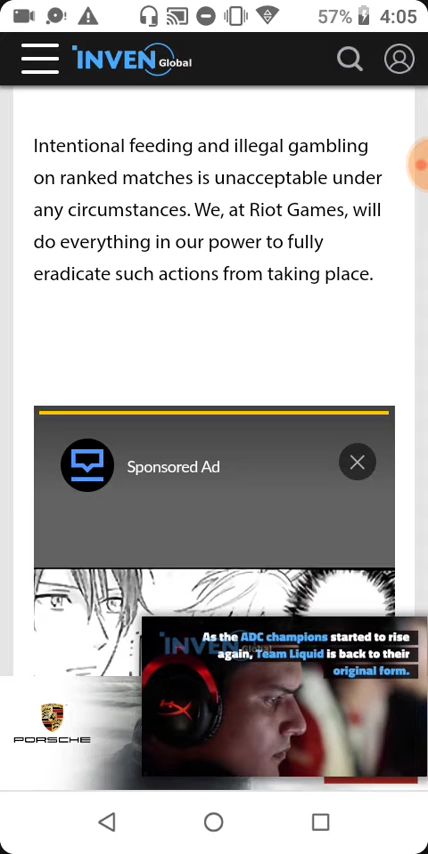 57% 4:05
INVEN Global
Intentional feeding and illegal gambling
on ranked matches is unacceptable under
any circumstances. We, at Riot Games, will
do everything in our power to fully
eradicate such actions from taking place.
Sponsored Ad
INVEN Global
As the ADC champions started to rise
again, Team Liquid is back to their
original form.
PORSCHE